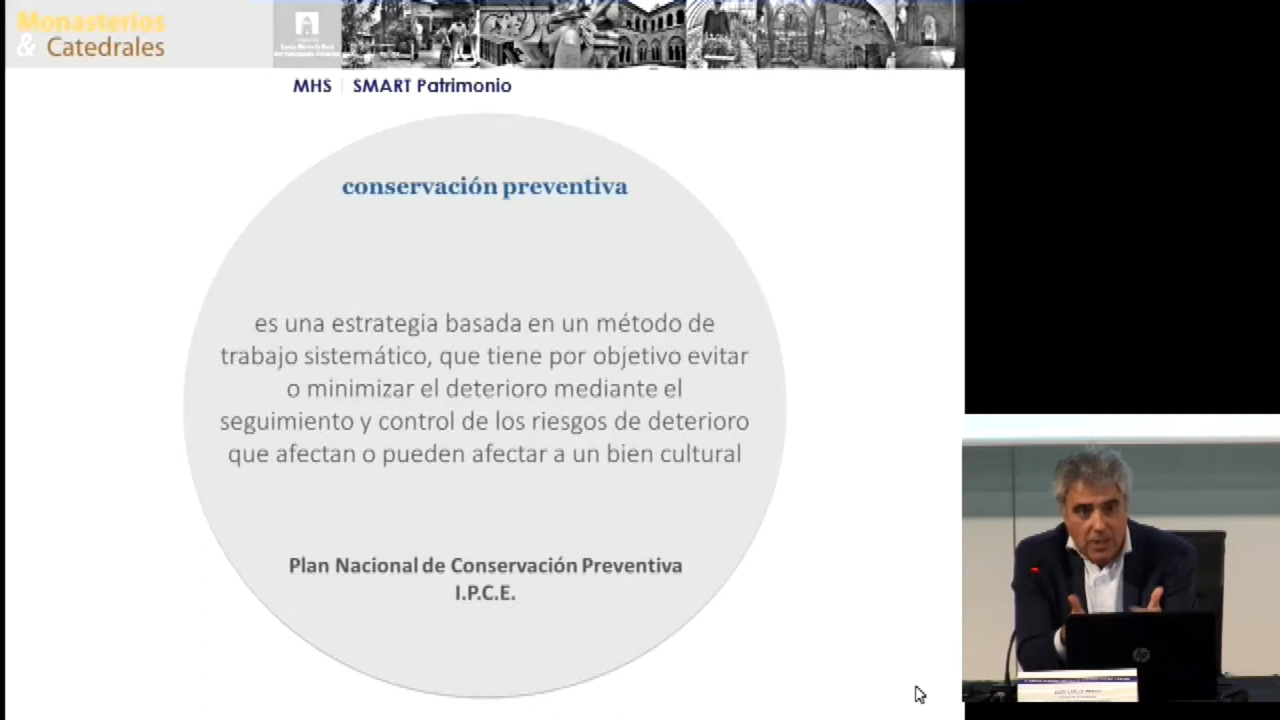 Monasterios
& Catedrales
MHS SMART Patrimonio
conservación preventiva
es una estrategia basada en un método de
trabajo sistemático, que tiene por objetivo evitar
o minimizar el deterioro mediante el
seguimiento y control de los riesgos de deterioro
que afectan o pueden afectar a un bien cultural
Plan Nacional de Conservación Preventiva
I.P.C.E.
hp